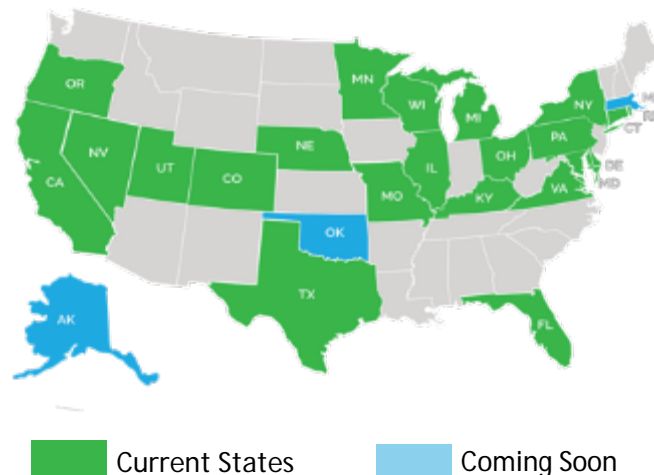 OR
MN
WI
MI
NY
M
RI
CT
NV
UT
NE
IL
OH
PA
CA
CO
MO
KY
VA
DE
MD
OK
AK
TX
FL
Current States
Coming Soon